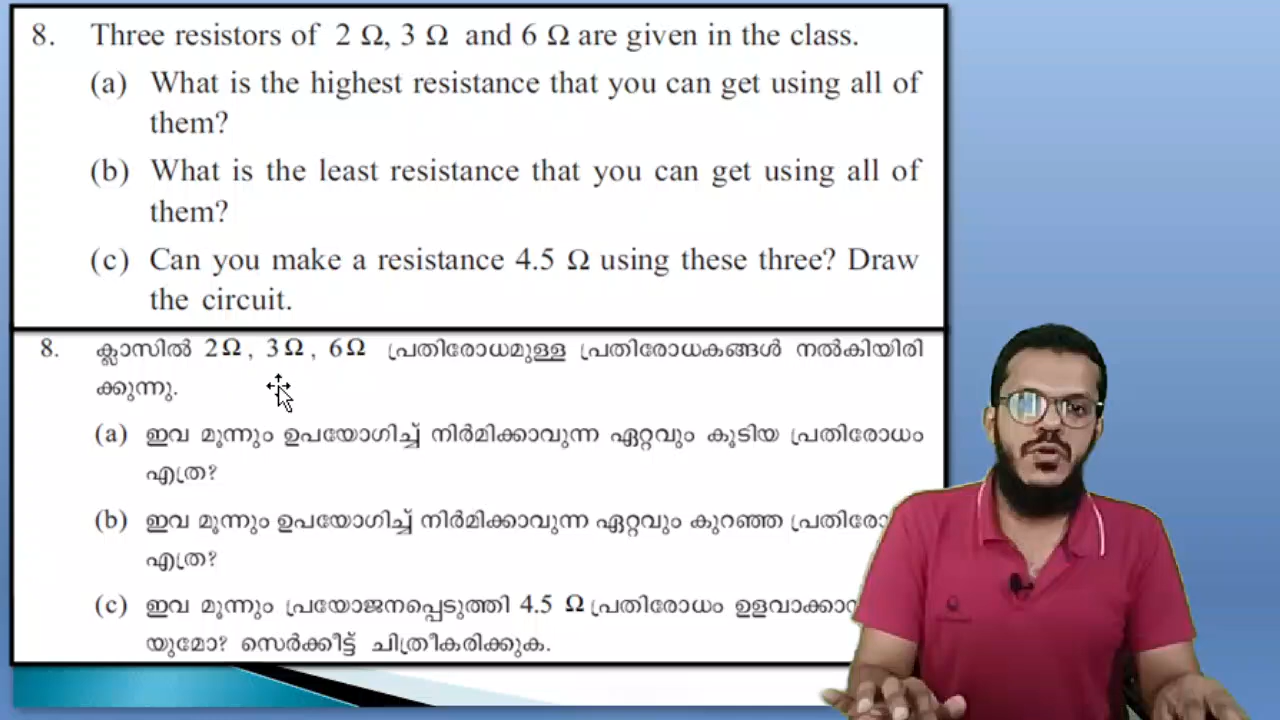 8. Three resistors of 2 Ω, 3 Ω and 6 Ω are given in the class.
(a) What is the highest resistance that you can get using all of
them?
(b) What is the least resistance that you can get using all of
them?
(c) Can you make a resistance 4.5 Ω using these three? Draw
the circuit.
8. ക്ലാസിൽ 2Ω, 3Ω, 6Ω പ്രതിരോധമുള്ള പ്രതിരോധകങ്ങൾ നൽകിയിരി
ക്കുന്നു.
(a) ഇവ മൂന്നും ഉപയോഗിച്ച് നിർമിക്കാവുന്ന ഏറ്റവും കൂടിയ പ്രതിരോധം
എത്ര?
(b) ഇവ മൂന്നും ഉപയോഗിച്ച് നിർമിക്കാവുന്ന ഏറ്റവും കുറഞ്ഞ
എത്ര?
(c) ഇവ മൂന്നും പ്രയോജനപ്പെടുത്തി 4.5 Ω പ്രതിരോധം
യുമോ? സെർക്കീട്ട് ചിത്രീകരിക്കുക.